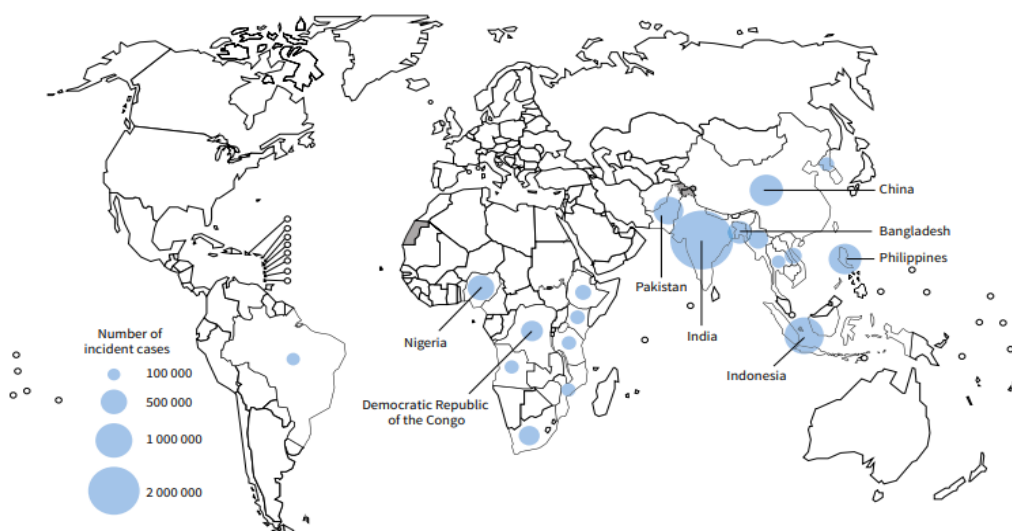 China
Bangladesh
Philippines
Pakistan
India
Indonesia
Nigeria
Democratic Republic
of the Congo
Number of
incident cases
100 000
500 000
1 000 000
2 000 000